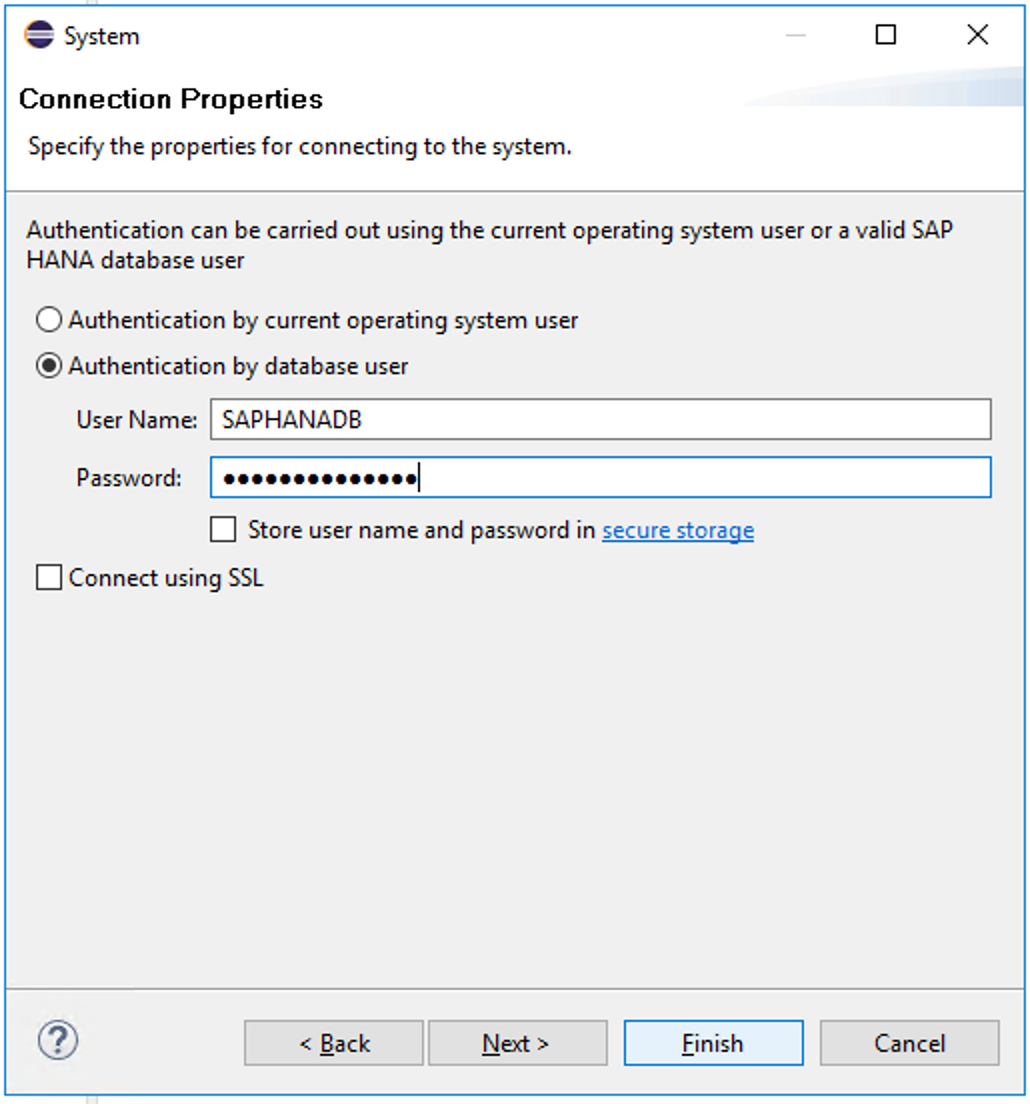 System
Connection Properties
Specify the properties for connecting to the system.
Authentication can be carried out using the current operating system user or a valid SAP
HANA database user
Authentication by current operating system user
Authentication by database user
User Name: SAPHANADB
Password: ●●●●●●●●●●●●●●
Store user name and password in secure storage
Connect using SSL
? < Back Next > Finish Cancel